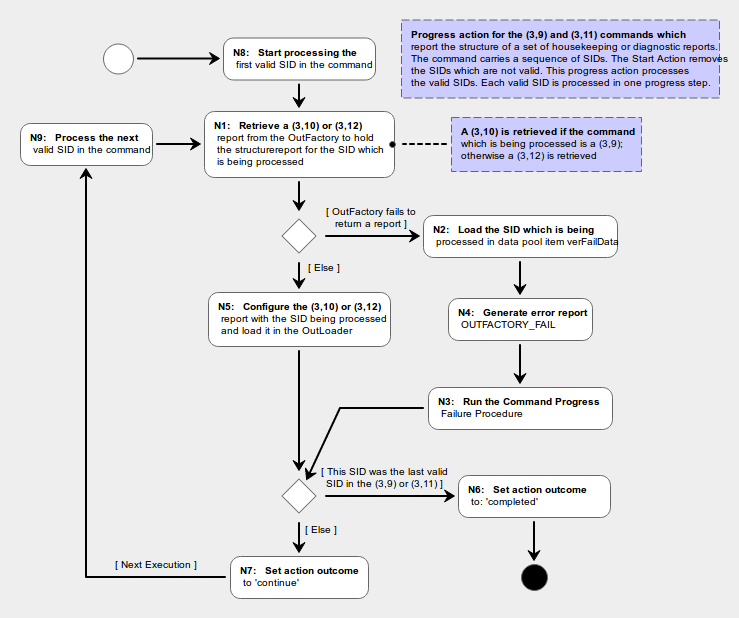 Progress action for the (3,9) and (3,11) commands which
report the structure of a set of housekeeping or diagnostic reports.
The command carries a sequence of SIDs. The Start Action removes
the SIDs which are not valid. This progress action processes
the valid SIDs. Each valid SID is processed in one progress step.
N8: Start processing the
first valid SID in the command
N9: Process the next
valid SID in the command
N1: Retrieve a (3,10) or (3,12)
report from the OutFactory to hold
the structurereport for the SID which
is being processed
A (3,10) is retrieved if the command
which is being processed is a (3,9);
otherwise a (3,12) is retrieved
[ OutFactory fails to
return a report ]
N2: Load the SID which is being
processed in data pool item verFailData
[ Else ]
N5: Configure the (3,10) or (3,12)
report with the SID being processed
and load it in the OutLoader
N4: Generate error report
OUTFACTORY_FAIL
N3: Run the Command Progress
Failure Procedure
[ This SID was the last valid
SID in the (3,9) or (3,11) ]
N6: Set action outcome
to: 'completed'
[ Else ]
[ Next Execution ]
N7: Set action outcome
to 'continue'